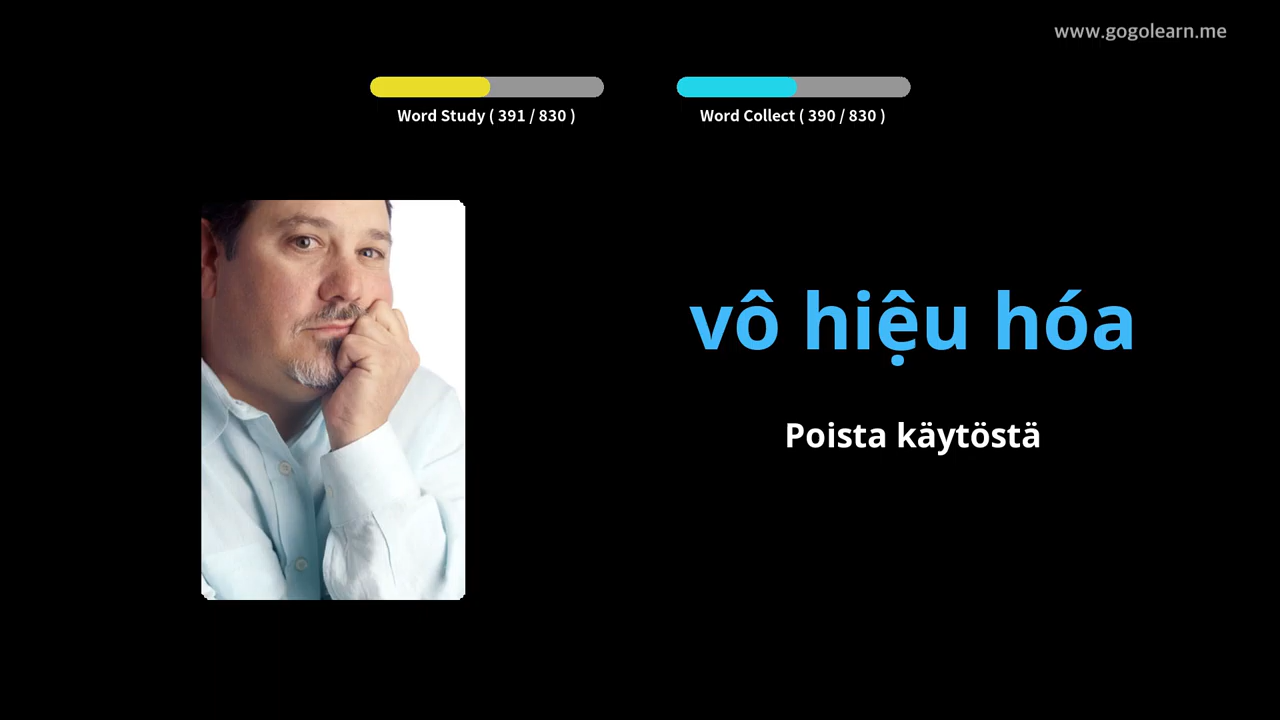 www.gogolearn.me
Word Study ( 391 / 830 )
Word Collect ( 390 / 830 )
vô hiệu hóa
Poista käytöstä